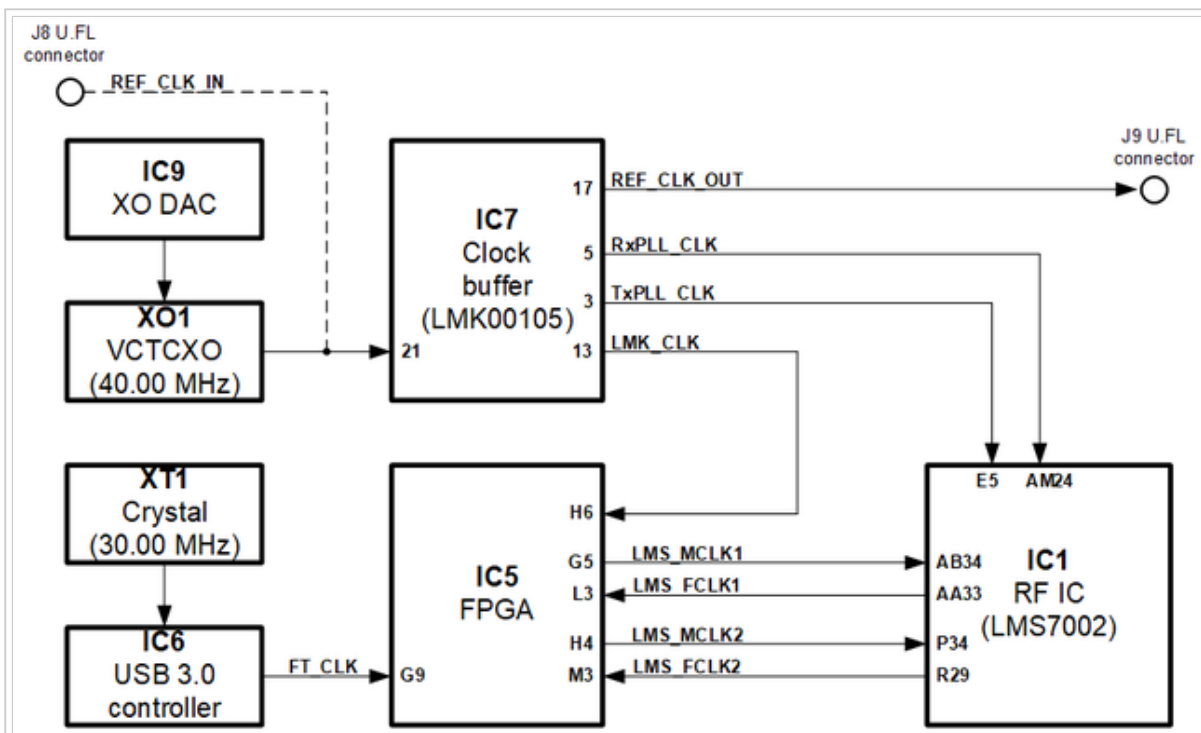 J8 U.FL
connector
REF_CLK_IN
IC9
XO DAC
XO1
VCTCXO
(40.00 MHz)
IC7
Clock
buffer
(LMK00105)
21
17
5
3
13
REF_CLK_OUT
RxPLL_CLK
TxPLL_CLK
LMK_CLK
J9 U.FL
connector
XT1
Crystal
(30.00 MHz)
IC6
USB 3.0
controller
FT_CLK
G9
IC5
FPGA
H6
G5
L3
H4
M3
LMS_MCLK1
LMS_FCLK1
LMS_MCLK2
LMS_FCLK2
E5 AM24
AB34
AA33
P34
R29
IC1
RF IC
(LMS7002)